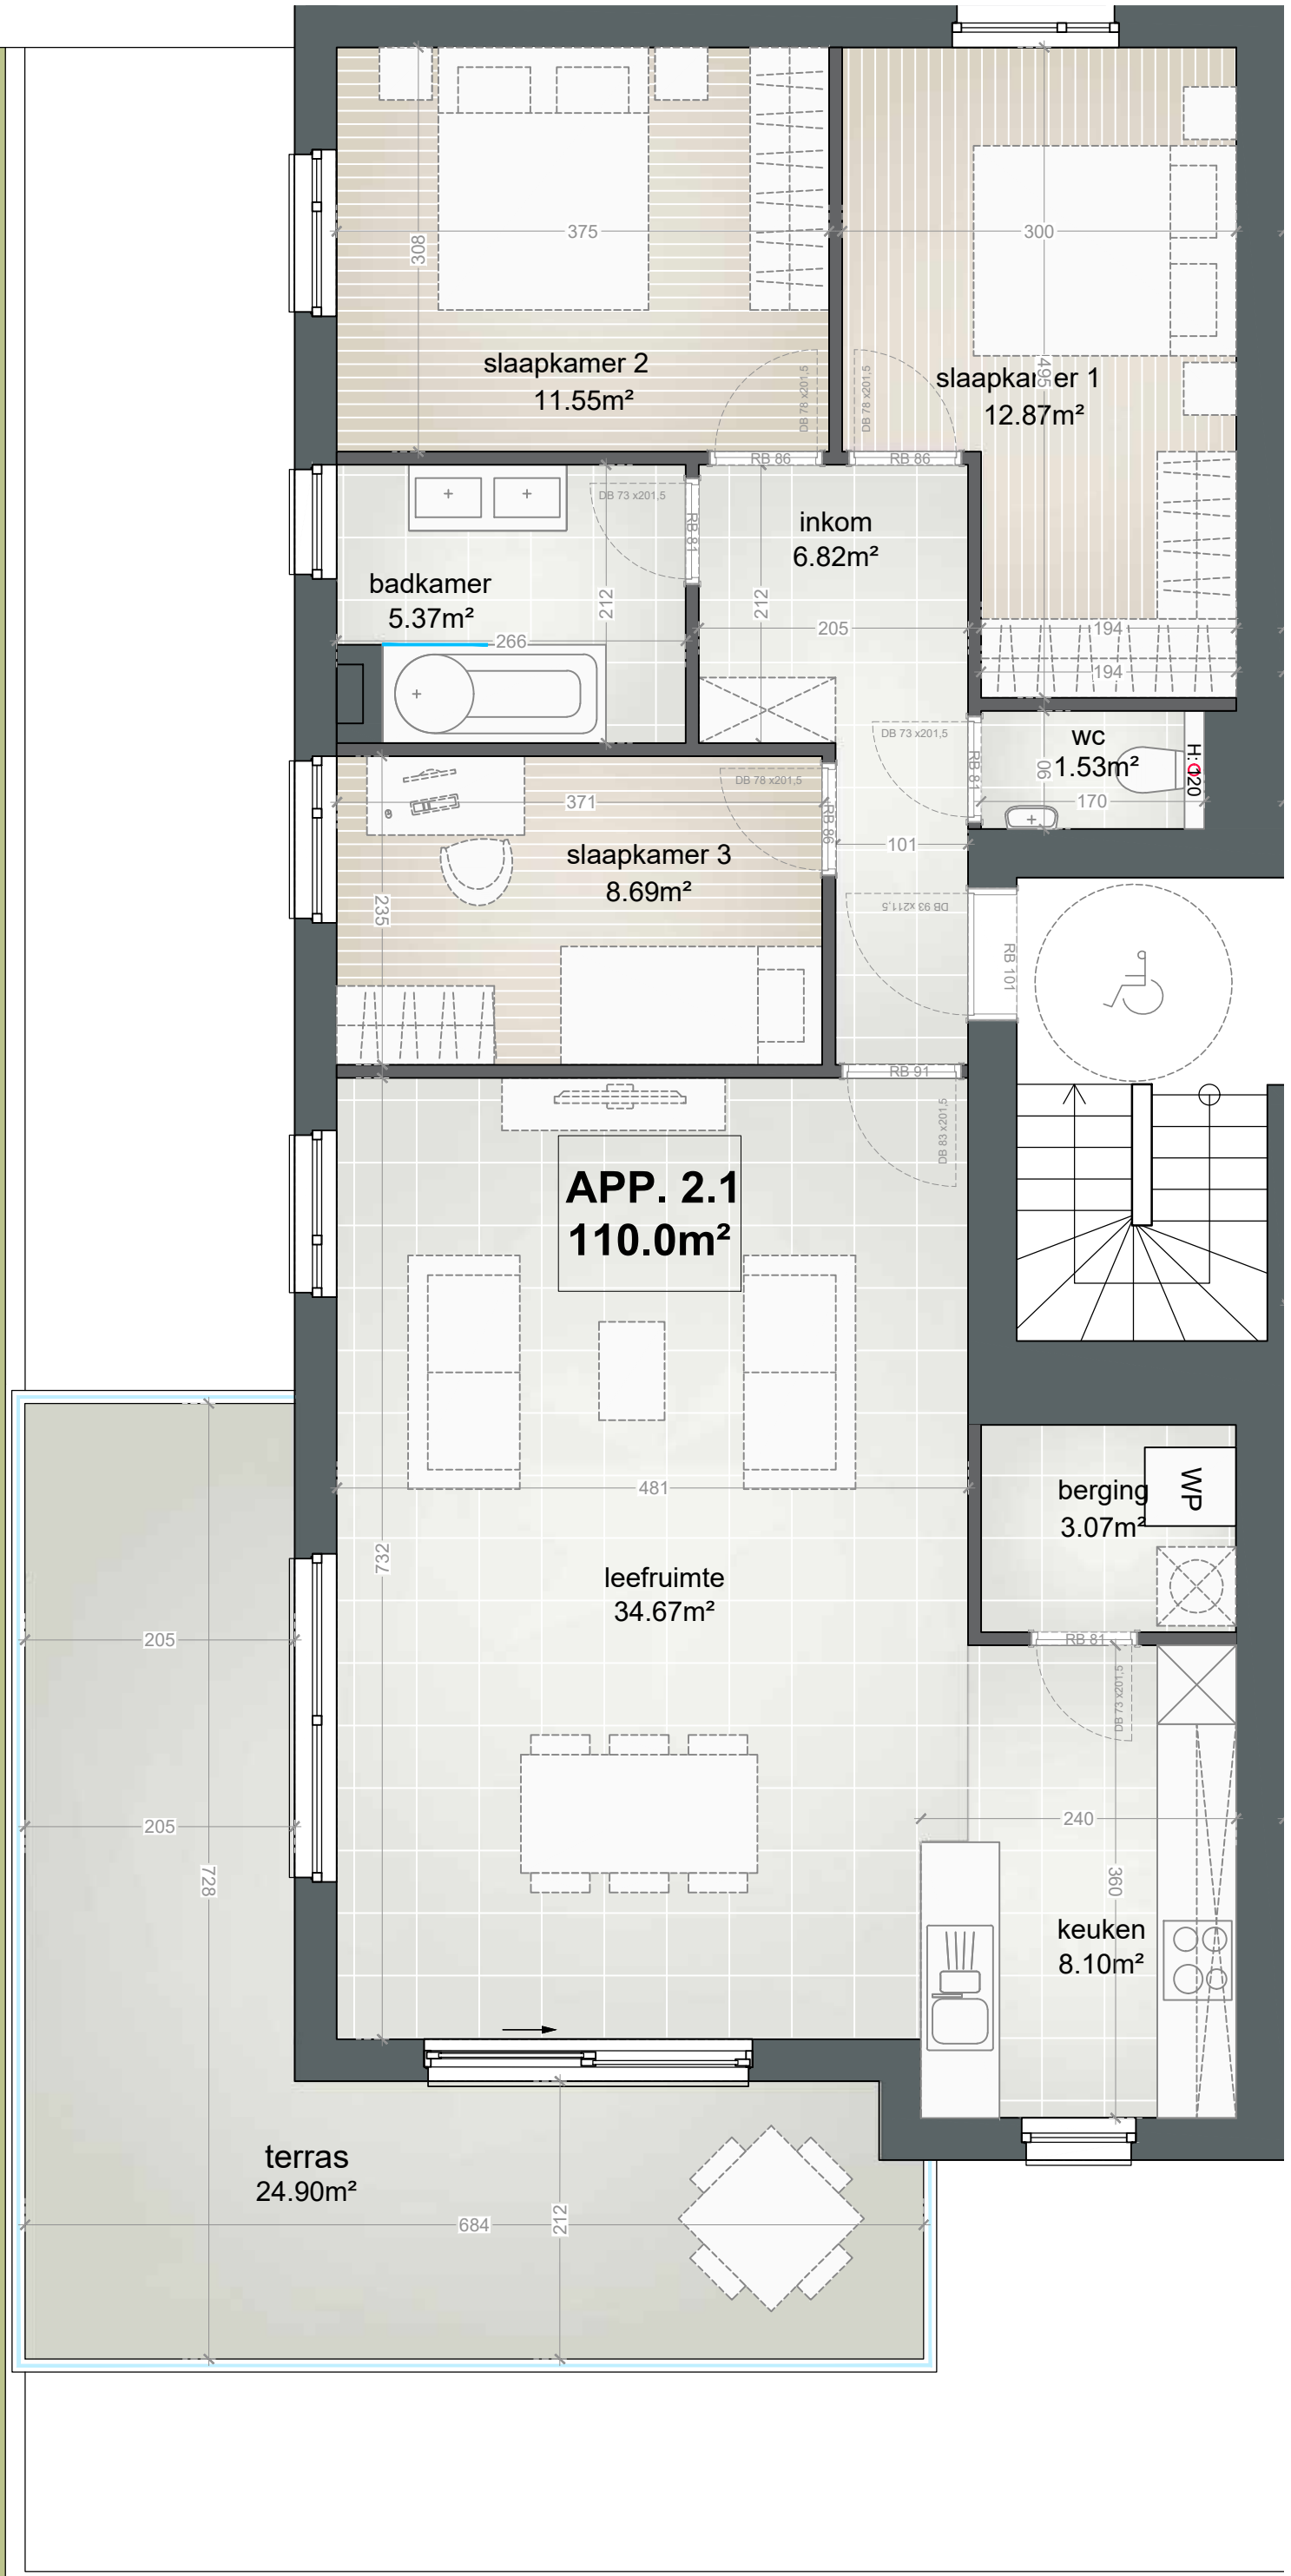 375
300
308
495
slaapkamer 2
11.55m²
slaapkamer 1
12.87m²
DB 78 x201,5
DB 78 x201,5
RB 86
RB 86
DB 73 x201,5
RB 81
inkom
6.82m²
badkamer
5.37m²
212
212
266
205
194
194
DB 73 x201,5
RB 81
wc
1.53m²
90
170
H: 120
DB 78 x201,5
RB 86
371
slaapkamer 3
8.69m²
235
101
DB 93 x211,5
RB 101
RB 91
DB 83 x201,5
APP. 2.1
110.0m²
481
732
berging
3.07m²
WP
leefruimte
34.67m²
RB 81
DB 73 x201,5
205
205
728
240
360
keuken
8.10m²
terras
24.90m²
684
212